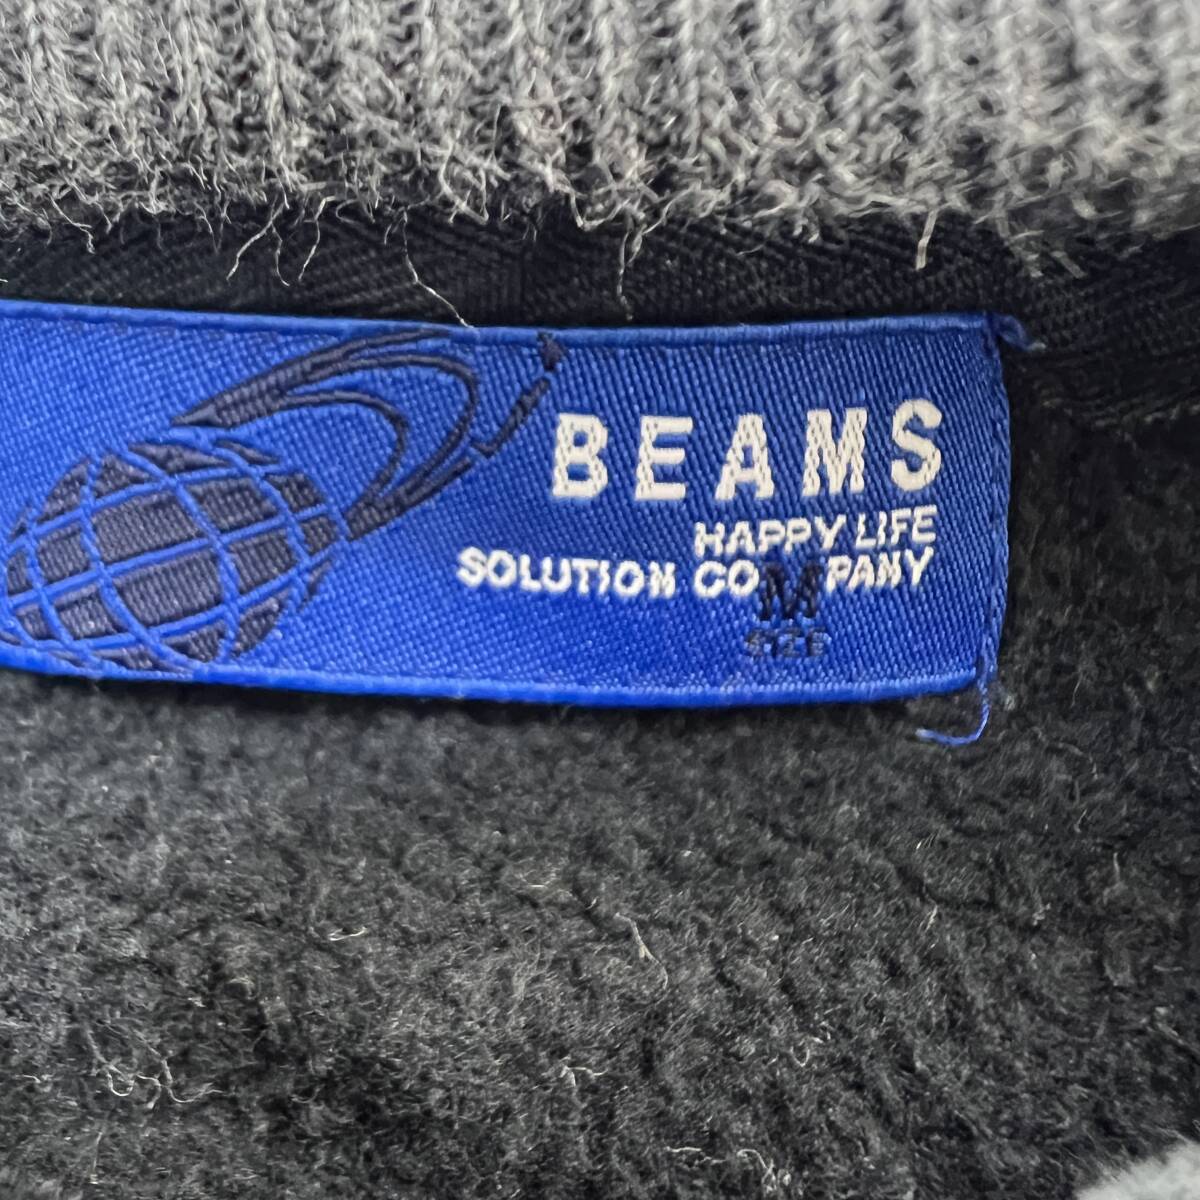 BEAMS
HAPPY LIFE
SOLUTION COMPANY
M
SIZE